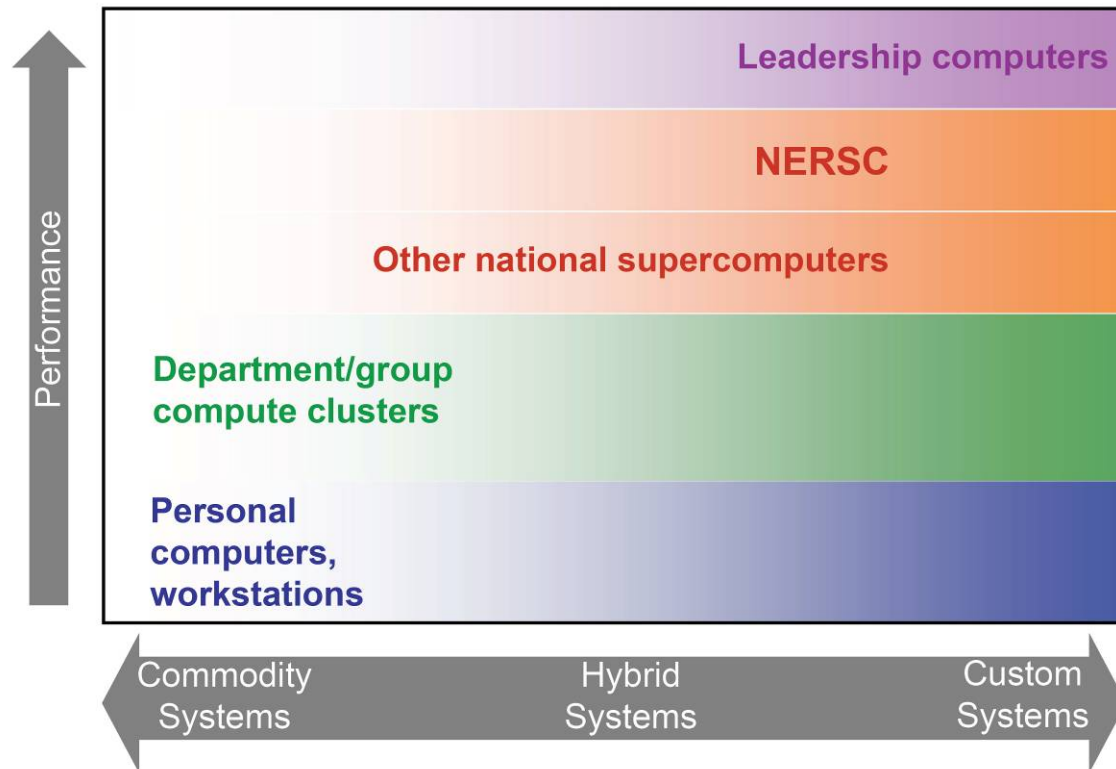 Performance
Leadership computers
NERSC
Other national supercomputers
Department/group
compute clusters
Personal
computers,
workstations
Commodity
Systems
Hybrid
Systems
Custom
Systems